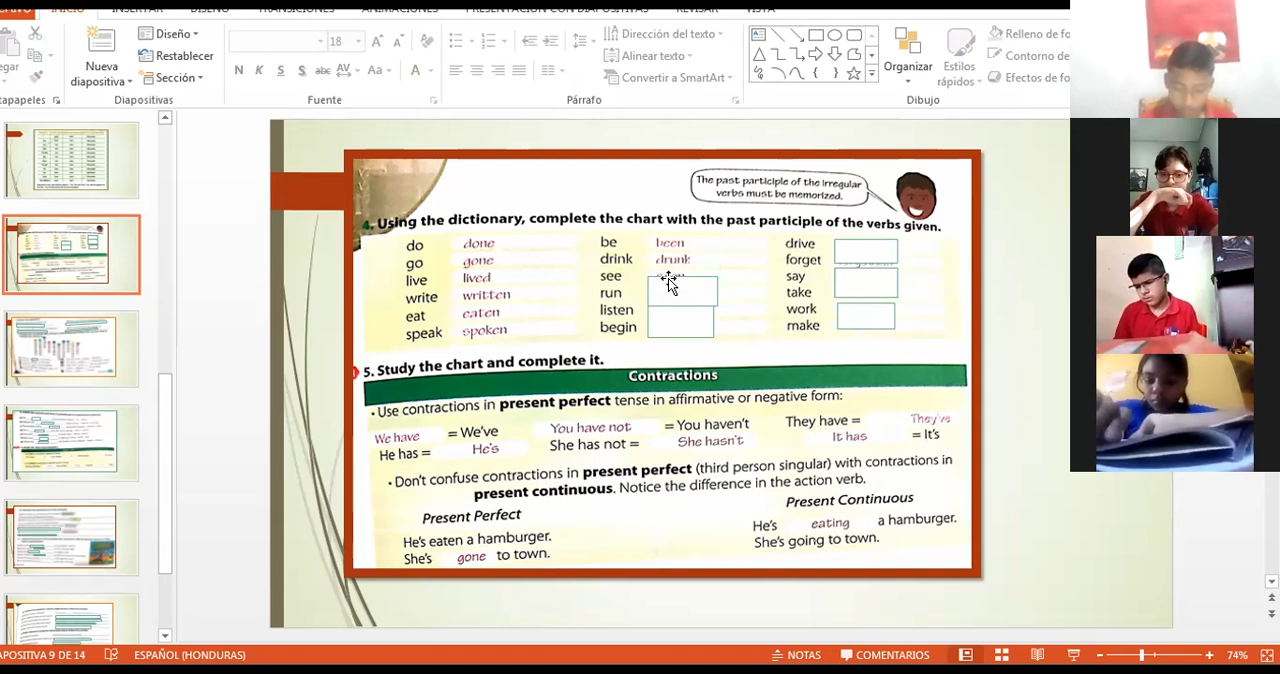 ARCHIVO INICIO INSERTAR DISEÑO TRANSICIONES ANIMACIONES PRESENTACIÓN CON DIAPOSITIVAS REVISAR VISTA
Nueva diapositiva
Diseño
Restablecer
Sección
Diapositivas
18
N K S S abc AV Aa A
Fuente
Dirección del texto
Alinear texto
Convertir a SmartArt
Párrafo
Organizar
Estilos rápidos
Relleno de fo
Contorno de
Efectos de fo
Dibujo
The past participle of the irregular
verbs must be memorized.
4. Using the dictionary, complete the chart with the past participle of the verbs given.
do done be been drive
go gone drink drunk forget
live lived see say
write written run take
eat eaten listen work
speak spoken begin make
5. Study the chart and complete it.
Contractions
• Use contractions in present perfect tense in affirmative or negative form:
We have = We've You have not = You haven't They have = They've
He has = He's She has not = She hasn't It has = It's
• Don't confuse contractions in present perfect (third person singular) with contractions in
present continuous. Notice the difference in the action verb.
Present Perfect Present Continuous
He's eaten a hamburger. He's eating a hamburger.
She's gone to town. She's going to town.
APOSITIVA 9 DE 14 ESPAÑOL (HONDURAS) NOTAS COMENTARIOS 74%